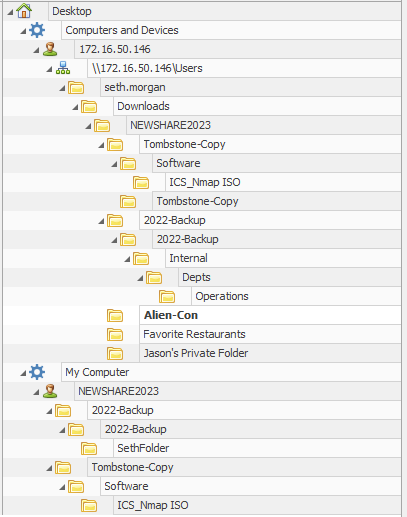 Desktop
Computers and Devices
172.16.50.146
\\172.16.50.146\Users
seth.morgan
Downloads
NEWSHARE2023
Tombstone-Copy
Software
ICS_Nmap ISO
Tombstone-Copy
2022-Backup
2022-Backup
Internal
Depts
Operations
Alien-Con
Favorite Restaurants
Jason's Private Folder
My Computer
NEWSHARE2023
2022-Backup
2022-Backup
SethFolder
Tombstone-Copy
Software
ICS_Nmap ISO